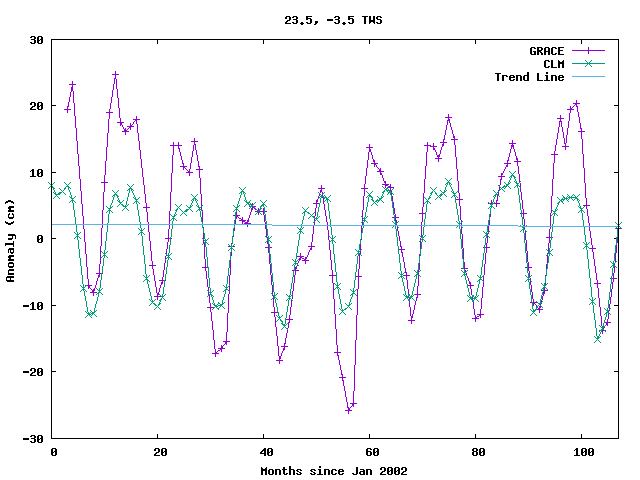 23.5, -3.5 TWS
GRACE
CLM
Trend Line
30
20
10
0
-10
-20
-30
Anomaly (cm)
0 20 40 60 80 100
Months since Jan 2002